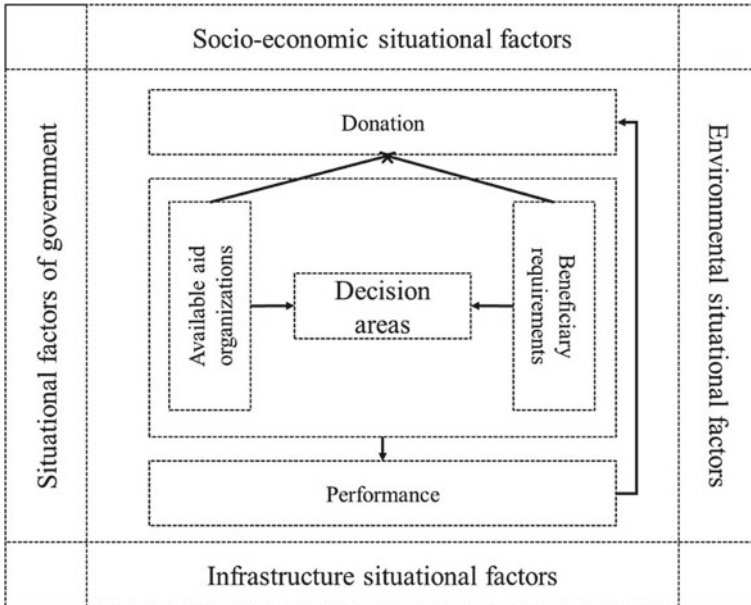 Socio-economic situational factors
Situational factors of government
Donation
Available aid
organizations
Decision
areas
Beneficiary
requirements
Performance
Environmental situational factors
Infrastructure situational factors